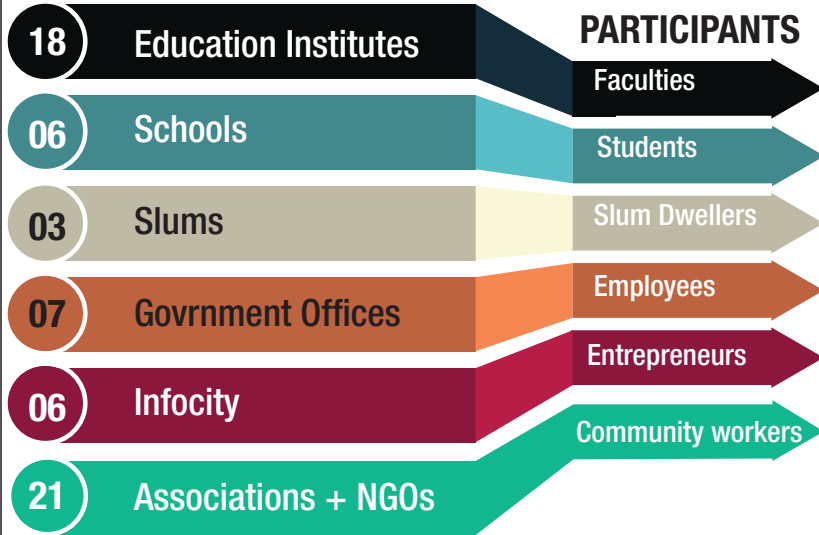 PARTICIPANTS
18 Education Institutes
Faculties
06 Schools
Students
03 Slums
Slum Dwellers
07 Govrnment Offices
Employees
06 Infocity
Entrepreneurs
21 Associations + NGOs
Community workers